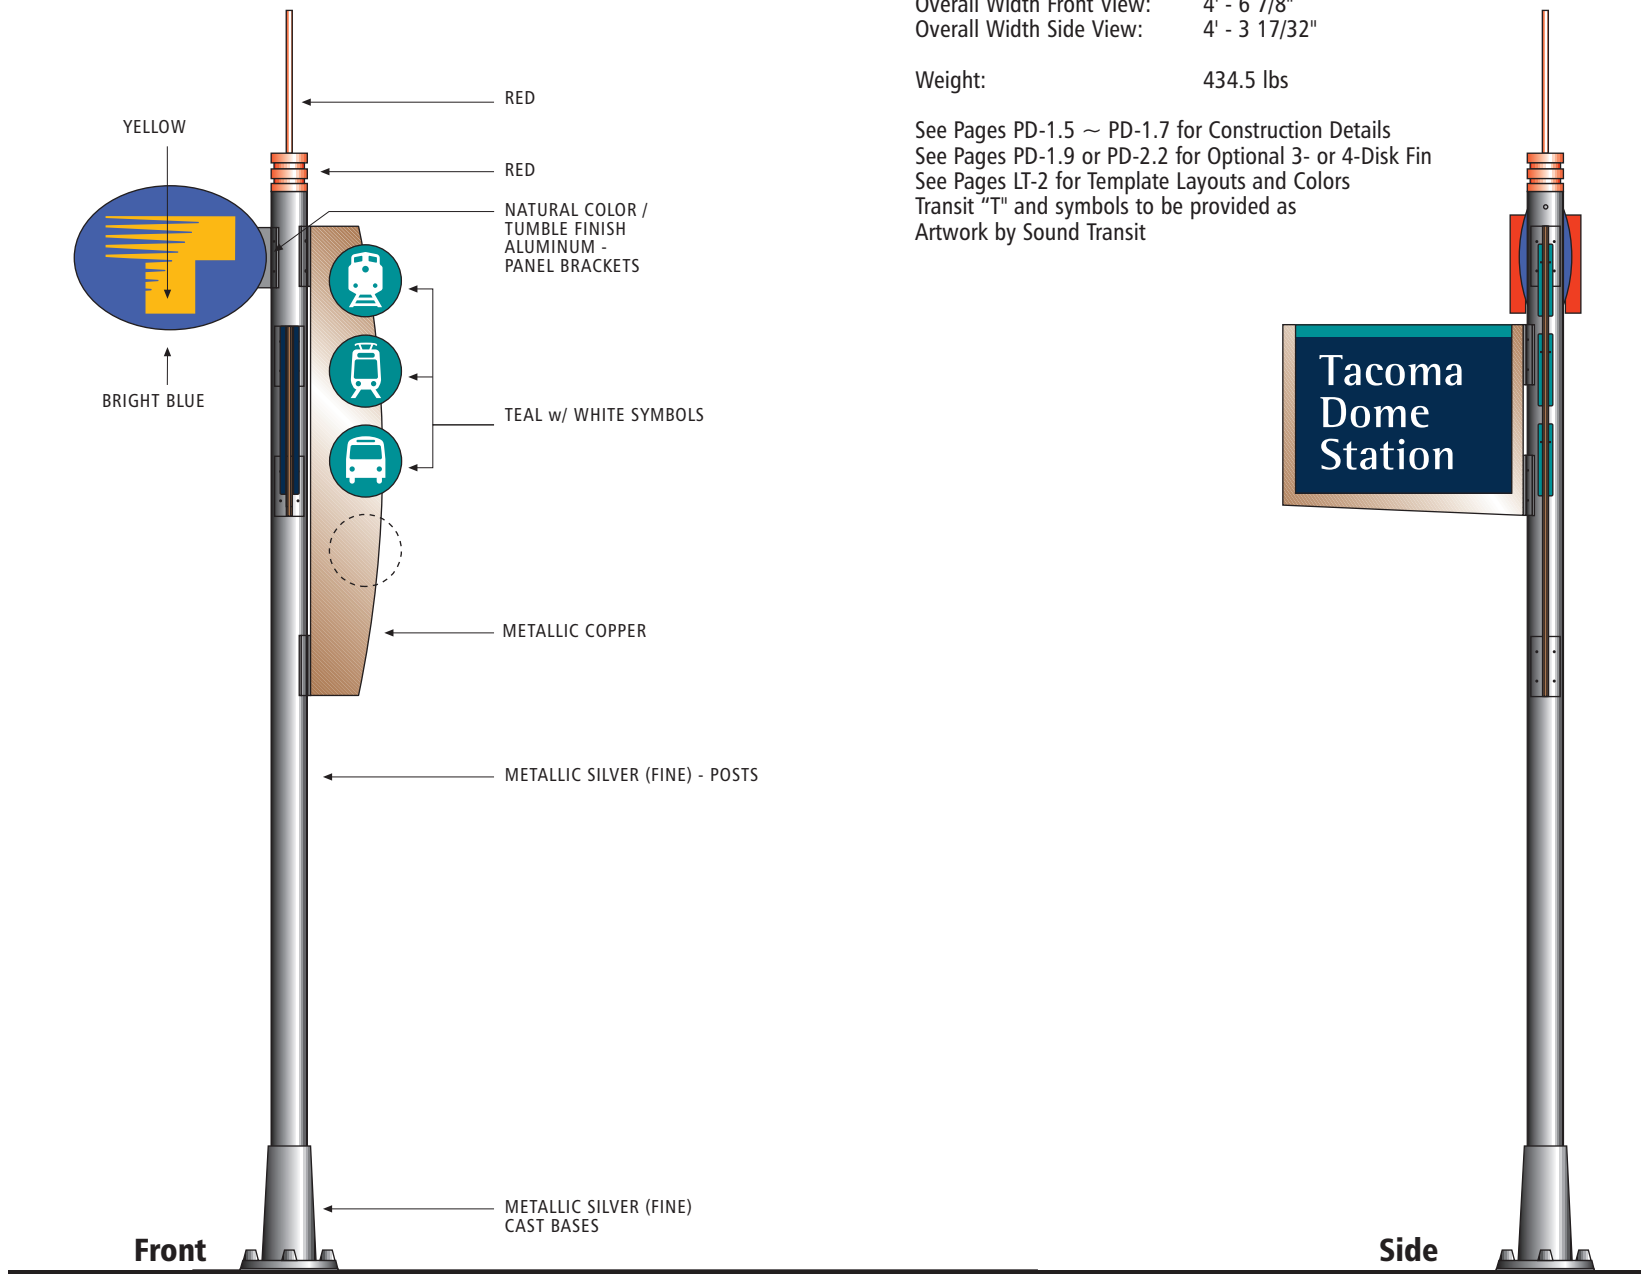 Overall Width Front View: 4' - 6 7/8"
Overall Width Side View: 4' - 3 17/32"
Weight: 434.5 lbs
See Pages PD-1.5 ~ PD-1.7 for Construction Details
See Pages PD-1.9 or PD-2.2 for Optional 3- or 4-Disk Fin
See Pages LT-2 for Template Layouts and Colors
Transit “T" and symbols to be provided as
Artwork by Sound Transit
RED
YELLOW
RED
NATURAL COLOR /
TUMBLE FINISH
ALUMINUM -
PANEL BRACKETS
BRIGHT BLUE
TEAL w/ WHITE SYMBOLS
METALLIC COPPER
METALLIC SILVER (FINE) - POSTS
METALLIC SILVER (FINE)
CAST BASES
Front
Tacoma
Dome
Station
Side